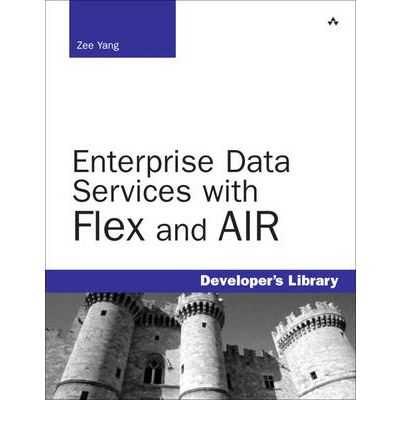 Zee Yang
Enterprise Data
Services with
Flex and AIR
Developer's Library